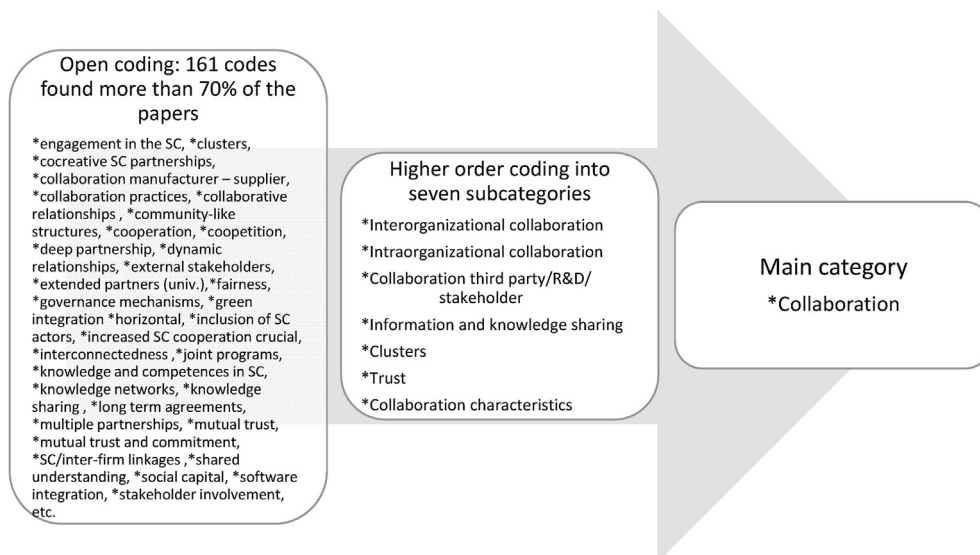 Open coding: 161 codes
found more than 70% of the
papers
*engagement in the SC, *clusters,
*cocreative SC partnerships,
*collaboration manufacturer – supplier,
*collaboration practices, *collaborative
relationships , *community-like
structures, *cooperation, *coopetition,
*deep partnership, *dynamic
relationships, *external stakeholders,
*extended partners (univ.),*fairness,
*governance mechanisms, *green
integration *horizontal, *inclusion of SC
actors, *increased SC cooperation crucial,
*interconnectedness ,*joint programs,
*knowledge and competences in SC,
*knowledge networks, *knowledge
sharing , *long term agreements,
*multiple partnerships, *mutual trust,
*mutual trust and commitment,
*SC/inter-firm linkages ,*shared
understanding, *social capital, *software
integration, *stakeholder involvement,
etc.
Higher order coding into
seven subcategories
*Interorganizational collaboration
*Intraorganizational collaboration
*Collaboration third party/R&D/
stakeholder
*Information and knowledge sharing
*Clusters
*Trust
*Collaboration characteristics
Main category
*Collaboration